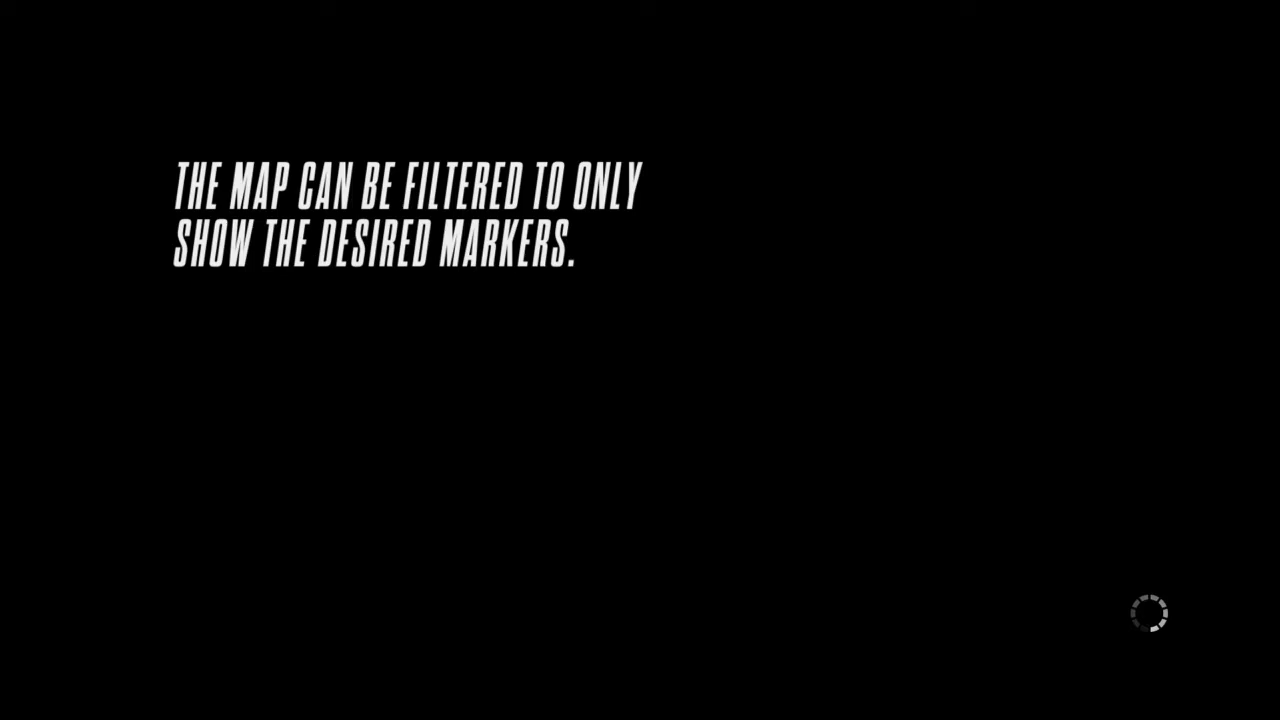 THE MAP CAN BE FILTERED TO ONLY
SHOW THE DESIRED MARKERS.